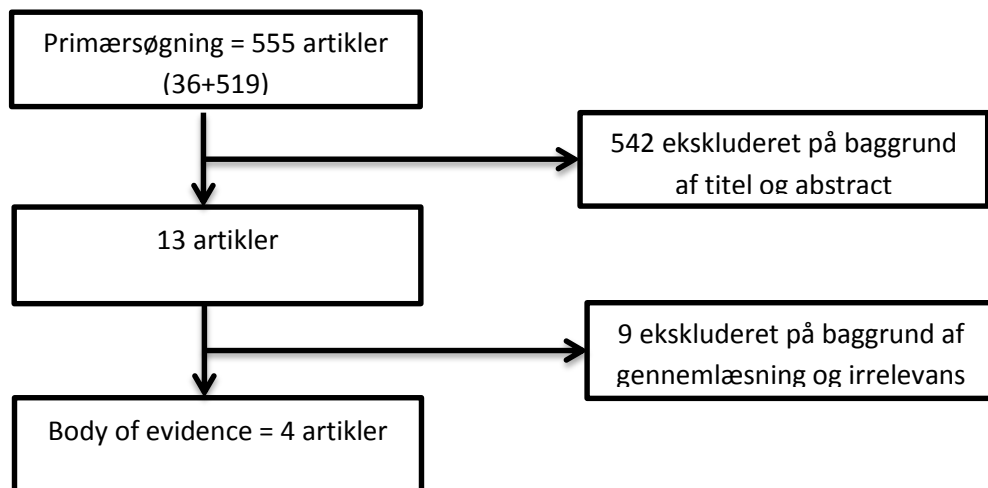 Primærsøgning = 555 artikler
(36+519)
542 ekskluderet på baggrund
af titel og abstract
13 artikler
9 ekskluderet på baggrund af
gennemlæsning og irrelevans
Body of evidence = 4 artikler